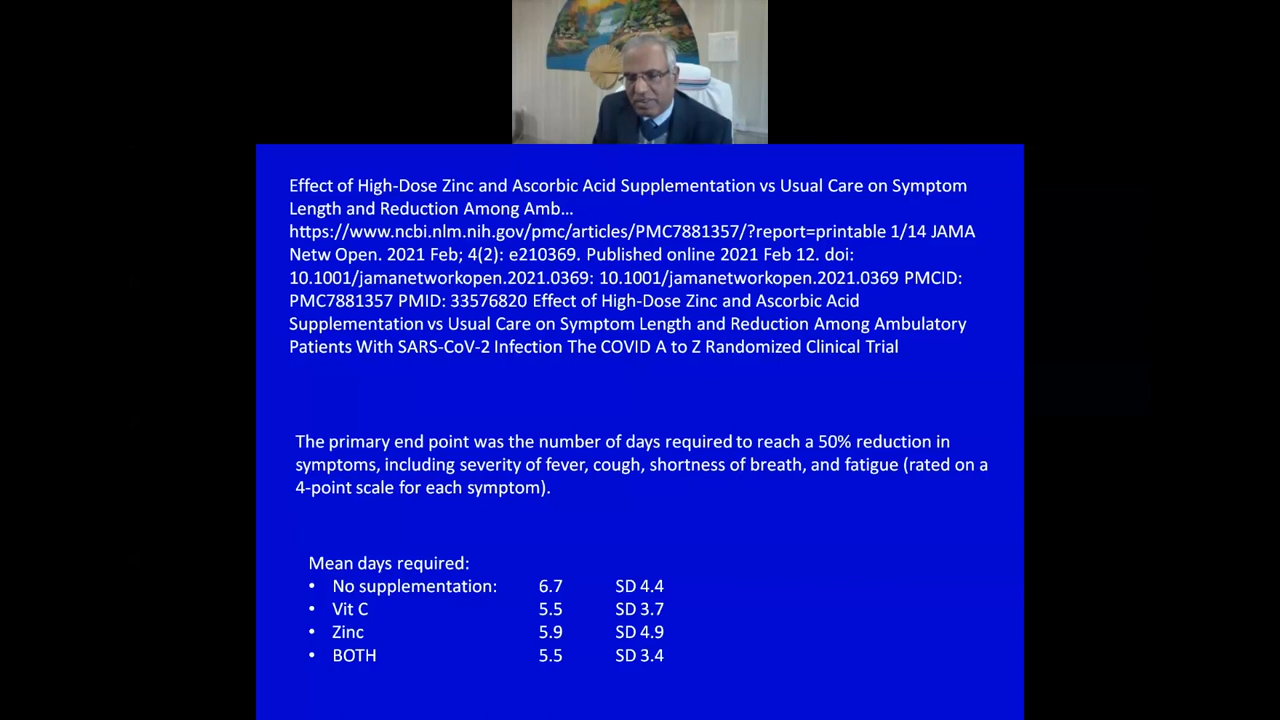 Effect of High-Dose Zinc and Ascorbic Acid Supplementation vs Usual Care on Symptom
Length and Reduction Among Amb...
https://www.ncbi.nlm.nih.gov/pmc/articles/PMC7881357/?report=printable 1/14 JAMA
Netw Open. 2021 Feb; 4(2): e210369. Published online 2021 Feb 12. doi:
10.1001/jamanetworkopen.2021.0369: 10.1001/jamanetworkopen.2021.0369 PMCID:
PMC7881357 PMID: 33576820 Effect of High-Dose Zinc and Ascorbic Acid
Supplementation vs Usual Care on Symptom Length and Reduction Among Ambulatory
Patients With SARS-CoV-2 Infection The COVID A to Z Randomized Clinical Trial
The primary end point was the number of days required to reach a 50% reduction in
symptoms, including severity of fever, cough, shortness of breath, and fatigue (rated on a
4-point scale for each symptom).
Mean days required:
• No supplementation: 6.7 SD 4.4
• Vit C 5.5 SD 3.7
• Zinc 5.9 SD 4.9
• BOTH 5.5 SD 3.4